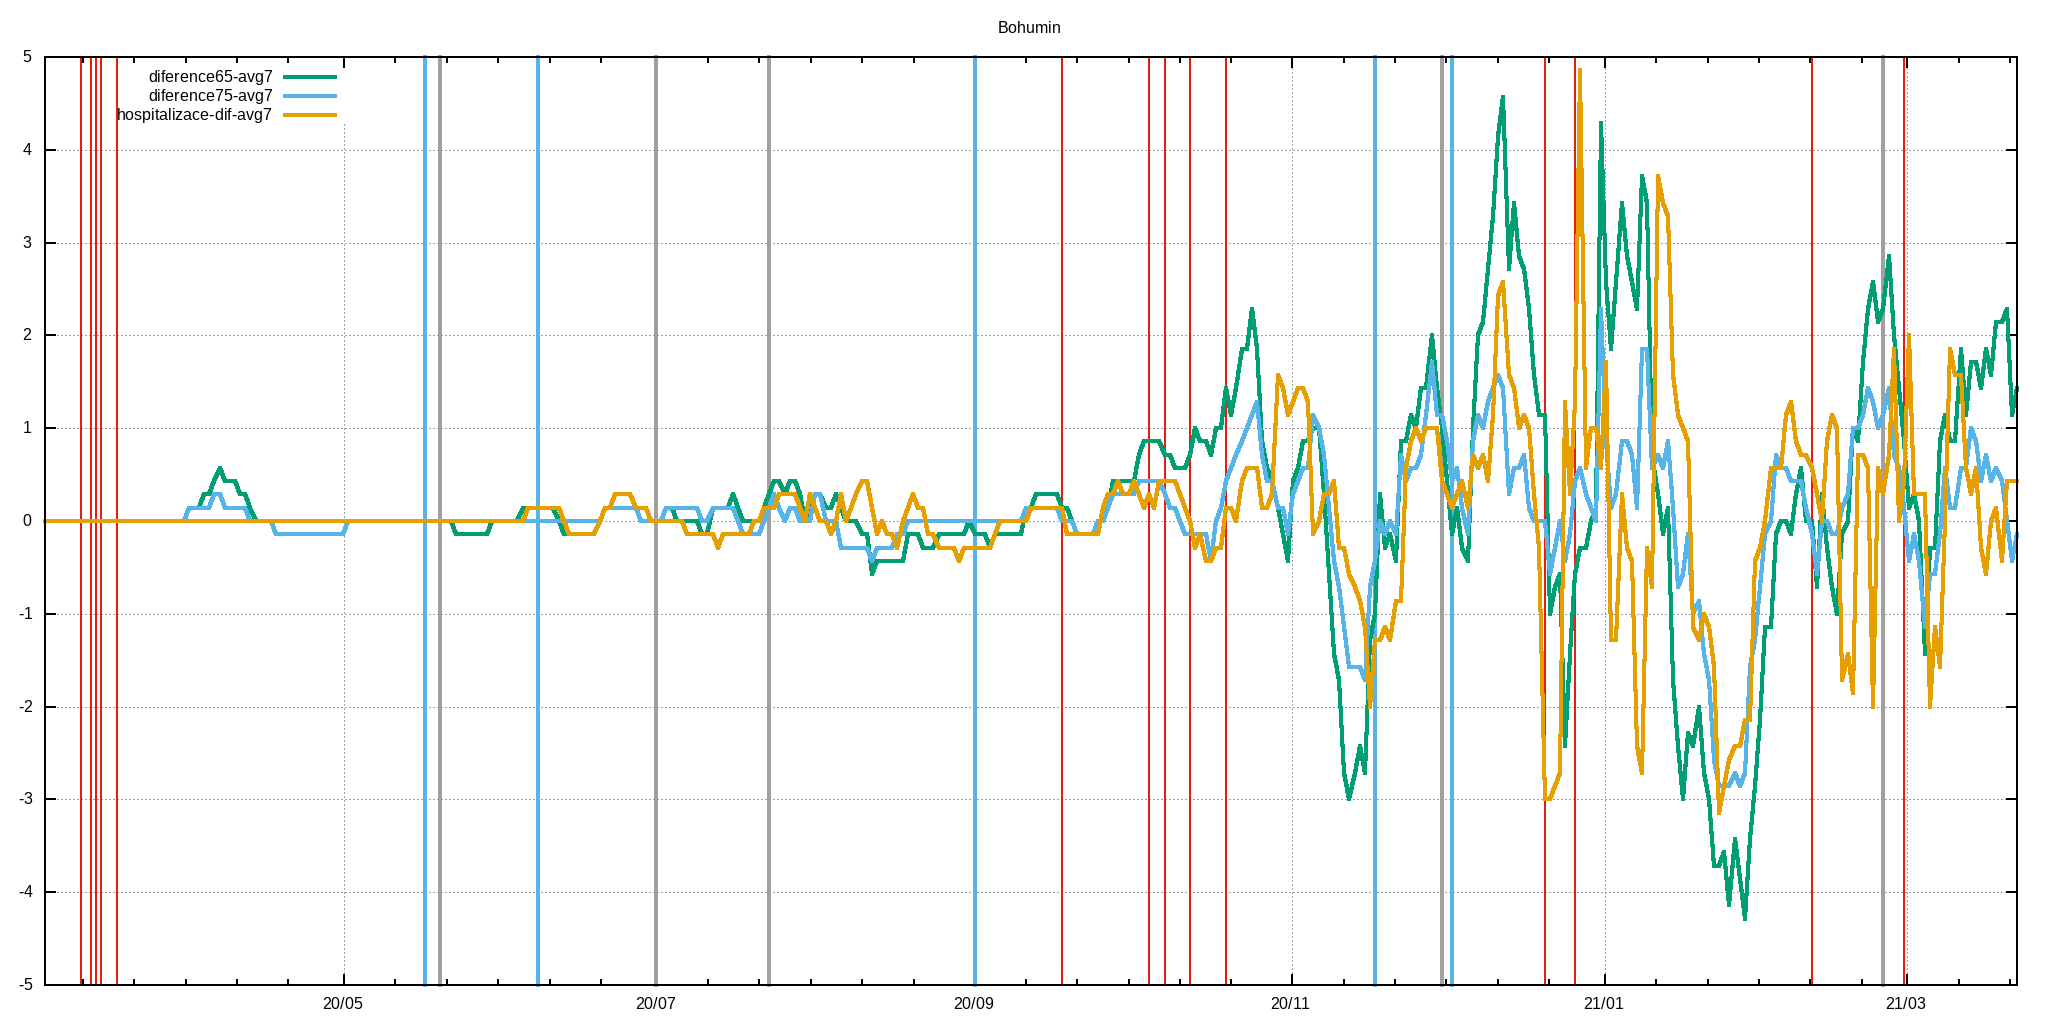 Bohumin
diference65-avg7
diference75-avg7
hospitalizace-dif-avg7
5
4
3
2
1
0
-1
-2
-3
-4
-5
20/05 20/07 20/09 20/11 21/01 21/03